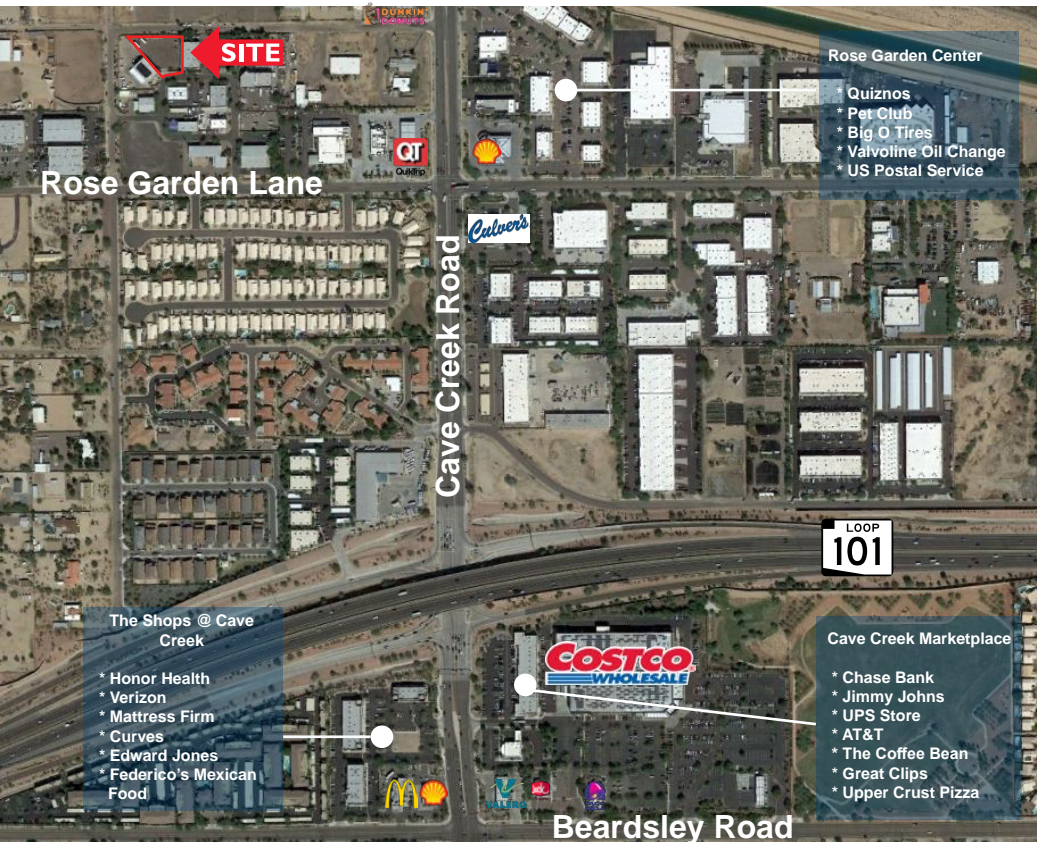 DUNKIN'
DONUTS
SITE
Rose Garden Center
* Quiznos
* Pet Club
* Big O Tires
* Valvoline Oil Change
* US Postal Service
QT
QuikTrip
Rose Garden Lane
Culver's
Cave Creek Road
LOOP
101
The Shops @ Cave
Creek
* Honor Health
* Verizon
* Mattress Firm
* Curves
* Edward Jones
* Federico's Mexican
Food
COSTCO
WHOLESALE
Cave Creek Marketplace
* Chase Bank
* Jimmy Johns
* UPS Store
* AT&T
* The Coffee Bean
* Great Clips
* Upper Crust Pizza
VALERO
Beardsley Road